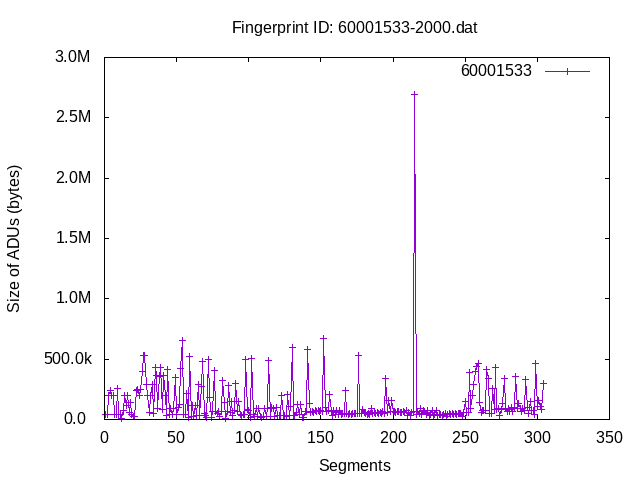 Fingerprint ID: 60001533-2000.dat
60001533
3.0M
2.5M
2.0M
1.5M
1.0M
500.0k
0.0
Size of ADUs (bytes)
0 50 100 150 200 250 300 350
Segments